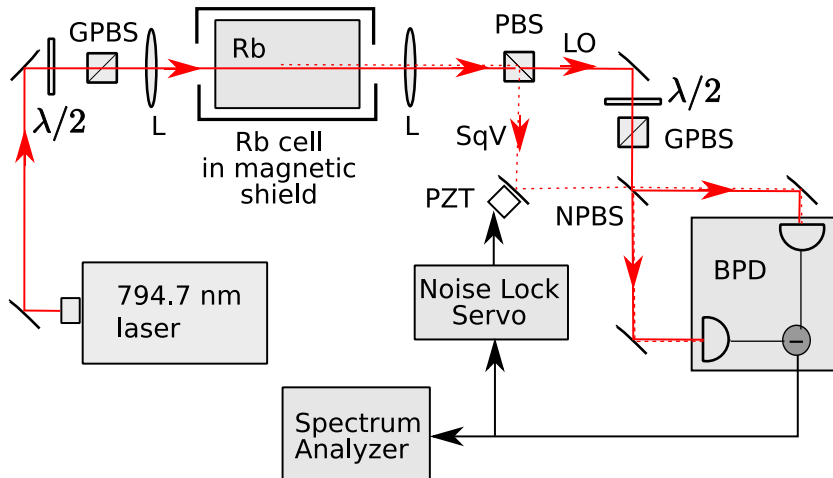 GPBS
λ/2
L
Rb
Rb cell
in magnetic
shield
L
PBS
LO
SqV
λ/2
GPBS
PZT
NPBS
BPD
−
794.7 nm
laser
Noise Lock
Servo
Spectrum
Analyzer